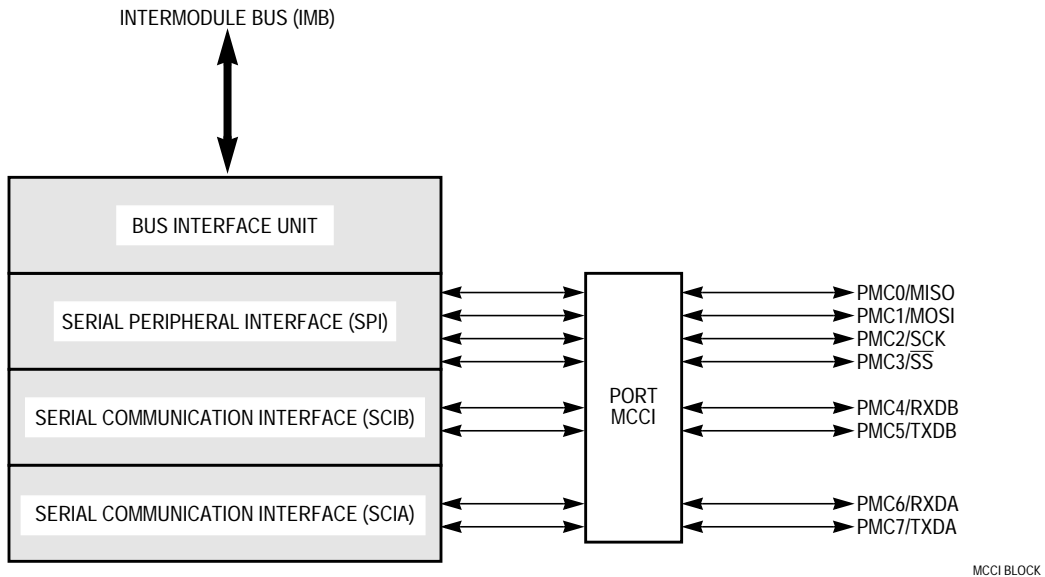 INTERMODULE BUS (IMB)
BUS INTERFACE UNIT
SERIAL PERIPHERAL INTERFACE (SPI)
SERIAL COMMUNICATION INTERFACE (SCIB)
SERIAL COMMUNICATION INTERFACE (SCIA)
PORT
MCCI
PMC0/MISO
PMC1/MOSI
PMC2/SCK
PMC3/S̅S̅
PMC4/RXDB
PMC5/TXDB
PMC6/RXDA
PMC7/TXDA
MCCI BLOCK